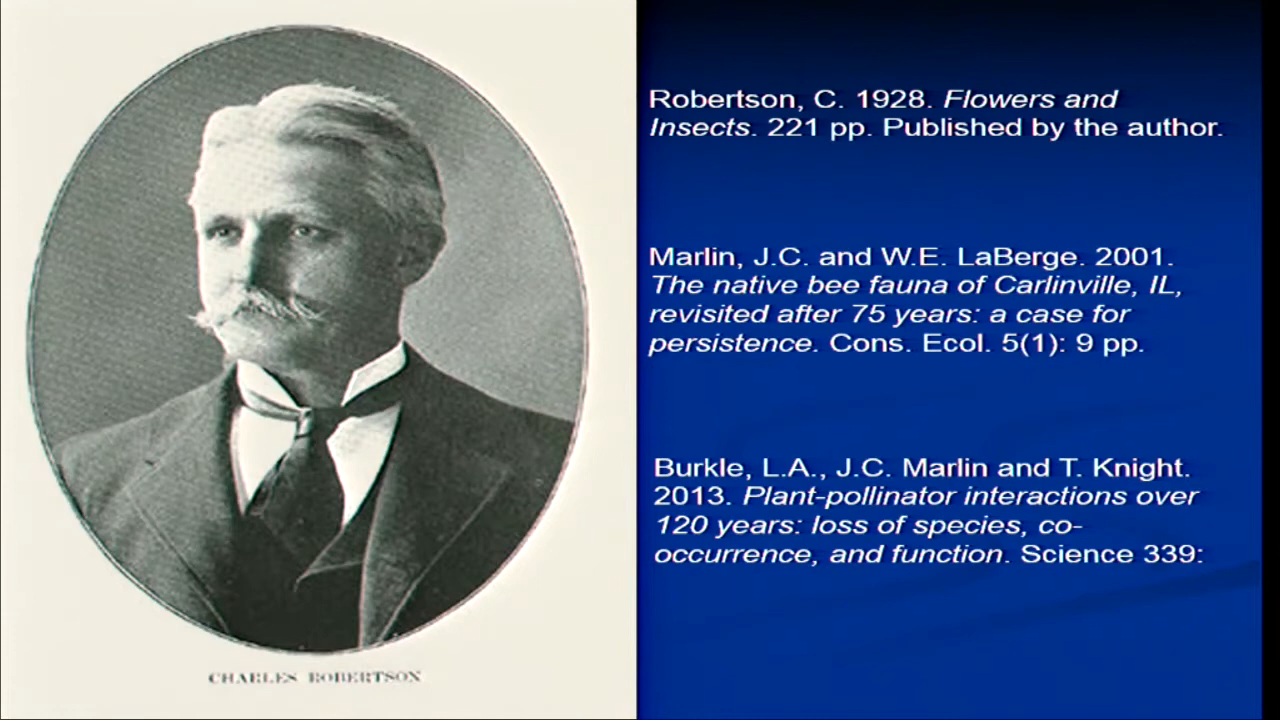 CHARLES ROBERTSON
Robertson, C. 1928. Flowers and
Insects. 221 pp. Published by the author.
Marlin, J.C. and W.E. LaBerge. 2001.
The native bee fauna of Carlinville, IL,
revisited after 75 years: a case for
persistence. Cons. Ecol. 5(1): 9 pp.
Burkle, L.A., J.C. Marlin and T. Knight.
2013. Plant-pollinator interactions over
120 years: loss of species, co-
occurrence, and function. Science 339: